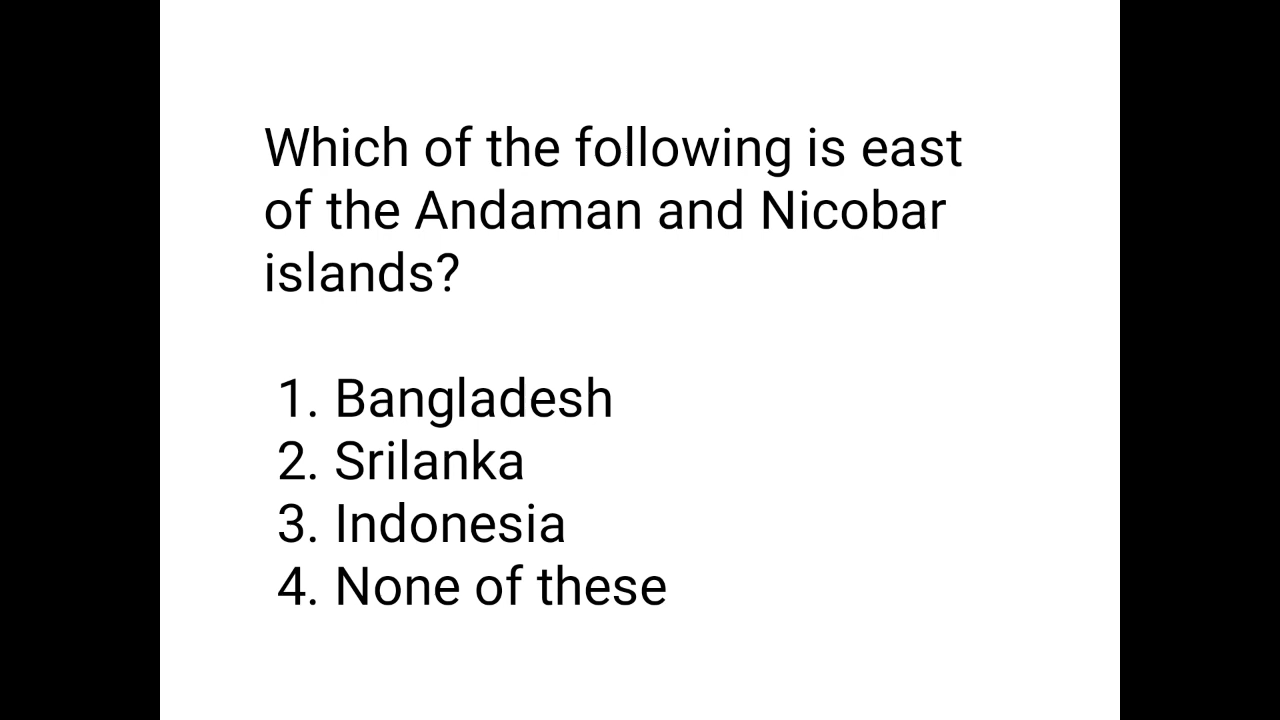 Which of the following is east
of the Andaman and Nicobar
islands?
1. Bangladesh
2. Srilanka
3. Indonesia
4. None of these